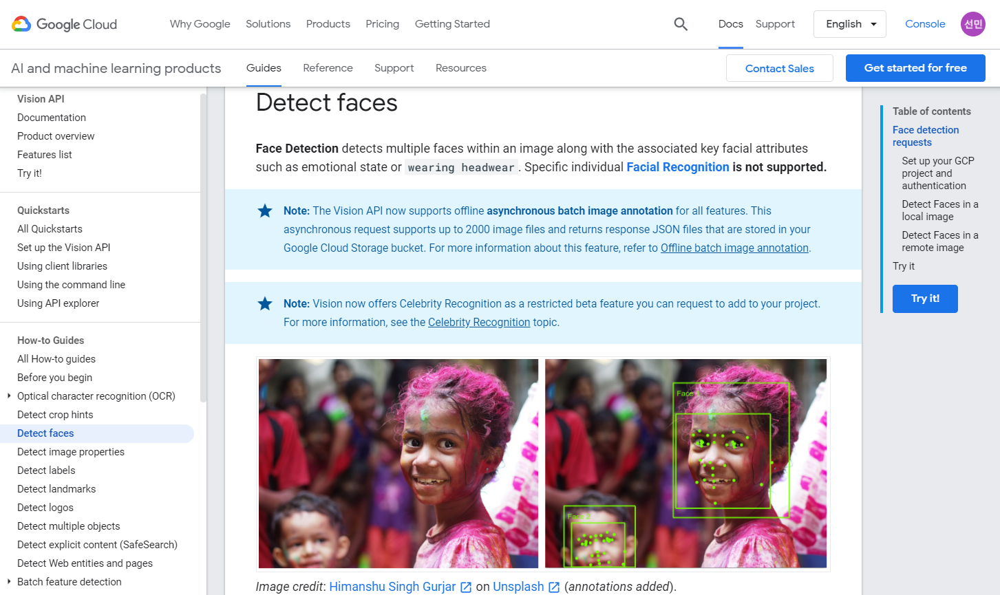 Google Cloud
Why Google Solutions Products Pricing Getting Started
Docs Support English Console 선민
AI and machine learning products
Guides Reference Support Resources
Contact Sales Get started for free
Vision API
Documentation
Product overview
Features list
Try it!
Quickstarts
All Quickstarts
Set up the Vision API
Using client libraries
Using the command line
Using API explorer
How-to Guides
All How-to guides
Before you begin
Optical character recognition (OCR)
Detect crop hints
Detect faces
Detect image properties
Detect labels
Detect landmarks
Detect logos
Detect multiple objects
Detect explicit content (SafeSearch)
Detect Web entities and pages
Batch feature detection
Detect faces
Face Detection detects multiple faces within an image along with the associated key facial attributes
such as emotional state or wearing headwear. Specific individual Facial Recognition is not supported.
Note: The Vision API now supports offline asynchronous batch image annotation for all features. This
asynchronous request supports up to 2000 image files and returns response JSON files that are stored in your
Google Cloud Storage bucket. For more information about this feature, refer to Offline batch image annotation.
Note: Vision now offers Celebrity Recognition as a restricted beta feature you can request to add to your project.
For more information, see the Celebrity Recognition topic.
Face 1
Face 2
Image credit: Himanshu Singh Gurjar on Unsplash (annotations added).
Table of contents
Face detection
requests
Set up your GCP
project and
authentication
Detect Faces in a
local image
Detect Faces in a
remote image
Try it
Try it!